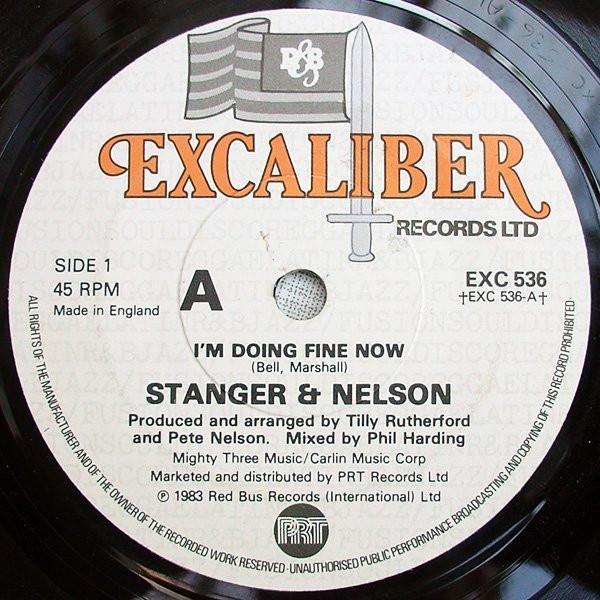 R&B
EXCALIBER
RECORDS LTD
SIDE 1
45 RPM
Made in England
A
EXC 536
†EXC 536-A†
I'M DOING FINE NOW
(Bell, Marshall)
STANGER & NELSON
Produced and arranged by Tilly Rutherford
and Pete Nelson. Mixed by Phil Harding
Mighty Three Music/Carlin Music Corp
Marketed and distributed by PRT Records Ltd
℗ 1983 Red Bus Records (International) Ltd
PRT
ALL RIGHTS OF THE MANUFACTURER AND OF THE OWNER OF THE RECORDED WORK RESERVED · UNAUTHORISED PUBLIC PERFORMANCE BROADCASTING AND COPYING OF THIS RECORD PROHIBITED ·